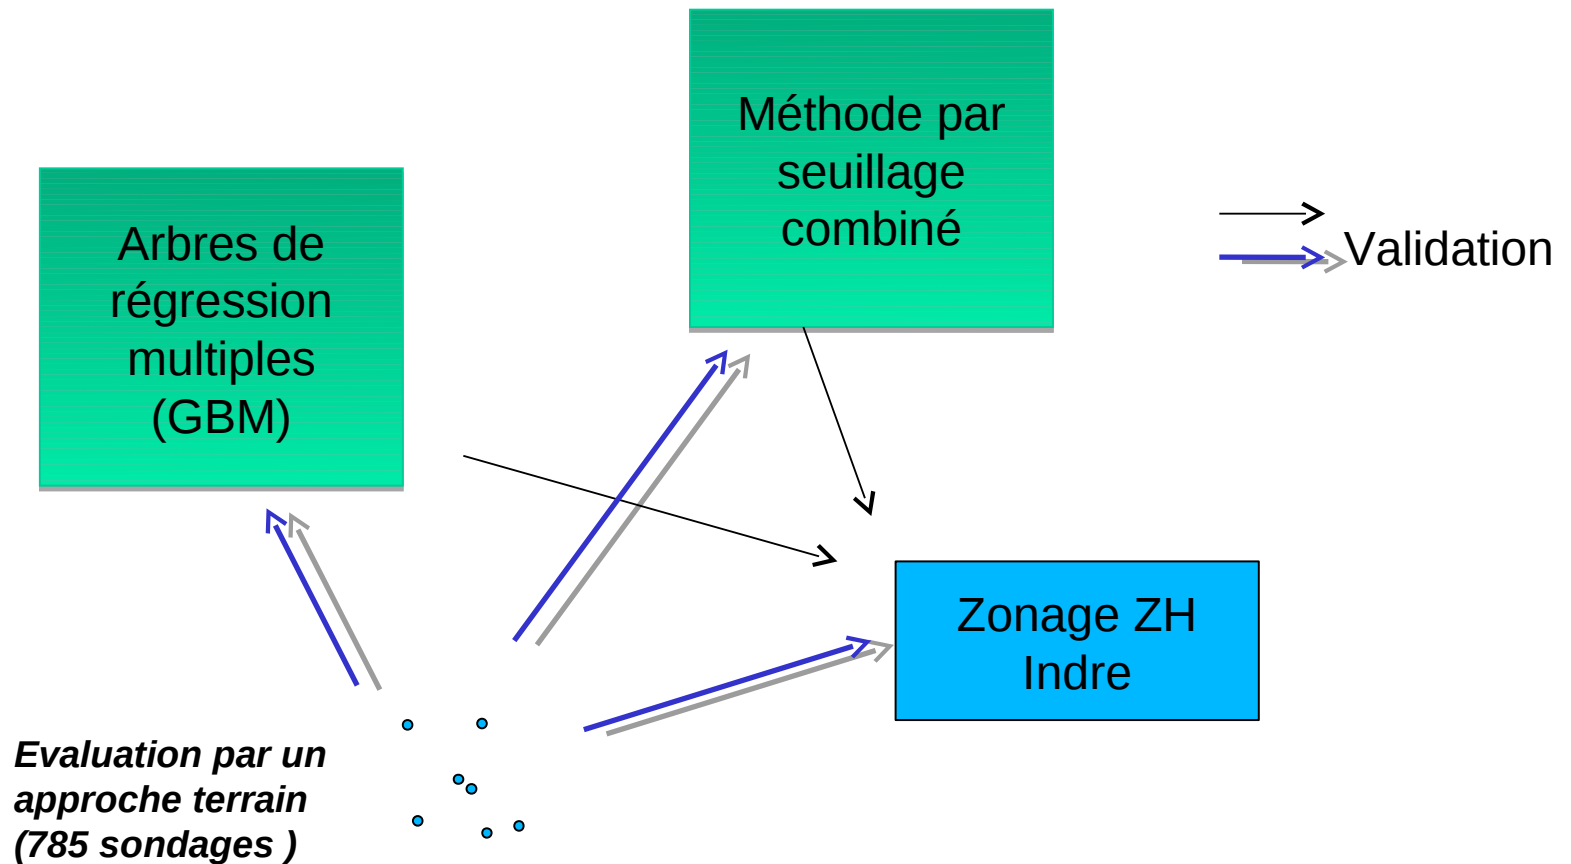 Méthode par
seuillage
combiné
Arbres de
régression
multiples
(GBM)
Validation
Zonage ZH
Indre
Evaluation par un
approche terrain
(785 sondages )